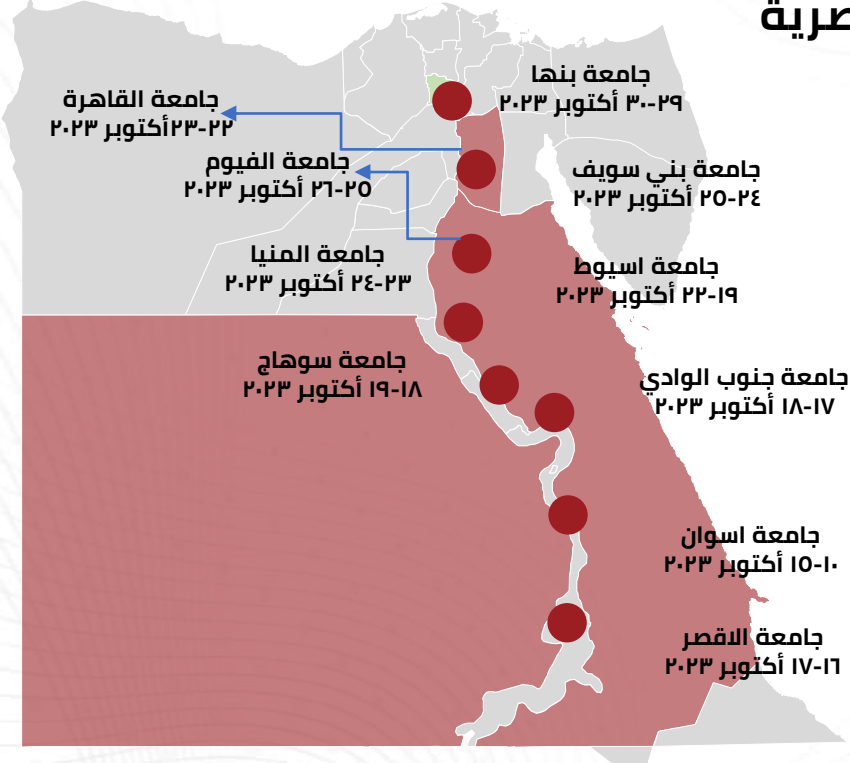 صرية
جامعة بنها
٢٩-٣٠ أكتوبر ٢٠٢٣
جامعة القاهرة
٢٢-٢٣أكتوبر ٢٠٢٣
جامعة بني سويف
٢٤-٢٥ أكتوبر ٢٠٢٣
جامعة الفيوم
٢٥-٢٦ أكتوبر ٢٠٢٣
جامعة اسيوط
١٩-٢٢ أكتوبر ٢٠٢٣
جامعة المنيا
٢٣-٢٤ أكتوبر ٢٠٢٣
جامعة جنوب الوادي
١٧-١٨ أكتوبر ٢٠٢٣
جامعة سوهاج
١٨-١٩ أكتوبر ٢٠٢٣
جامعة اسوان
١٠-١٥ أكتوبر ٢٠٢٣
جامعة الاقصر
١٦-١٧ أكتوبر ٢٠٢٣